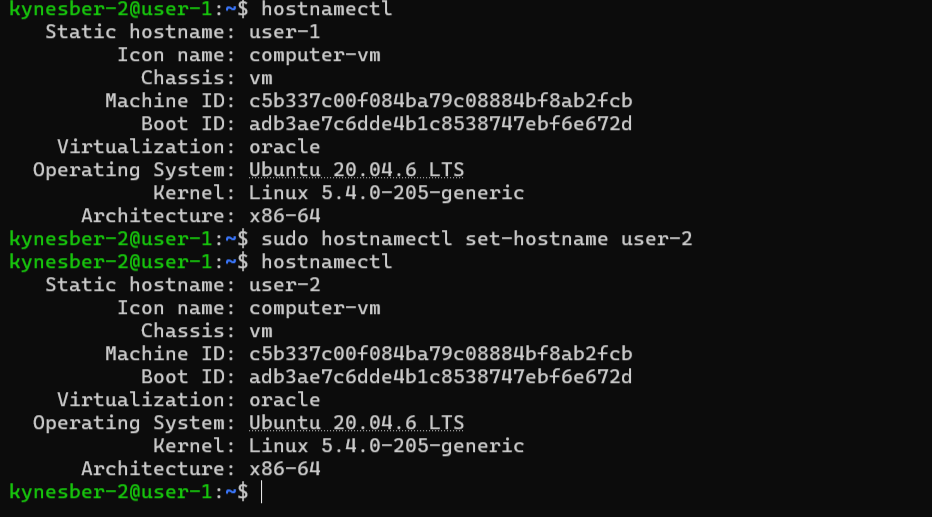 kynesber-2@user-1:~$ hostnamectl
Static hostname: user-1
Icon name: computer-vm
Chassis: vm
Machine ID: c5b337c00f084ba79c08884bf8ab2fcb
Boot ID: adb3ae7c6dde4b1c8538747ebf6e672d
Virtualization: oracle
Operating System: Ubuntu 20.04.6 LTS
Kernel: Linux 5.4.0-205-generic
Architecture: x86-64
kynesber-2@user-1:~$ sudo hostnamectl set-hostname user-2
kynesber-2@user-1:~$ hostnamectl
Static hostname: user-2
Icon name: computer-vm
Chassis: vm
Machine ID: c5b337c00f084ba79c08884bf8ab2fcb
Boot ID: adb3ae7c6dde4b1c8538747ebf6e672d
Virtualization: oracle
Operating System: Ubuntu 20.04.6 LTS
Kernel: Linux 5.4.0-205-generic
Architecture: x86-64
kynesber-2@user-1:~$